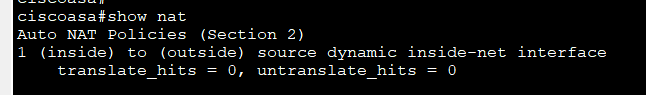 ciscoasa#show nat
Auto NAT Policies (Section 2)
1 (inside) to (outside) source dynamic inside-net interface
    translate_hits = 0, untranslate_hits = 0